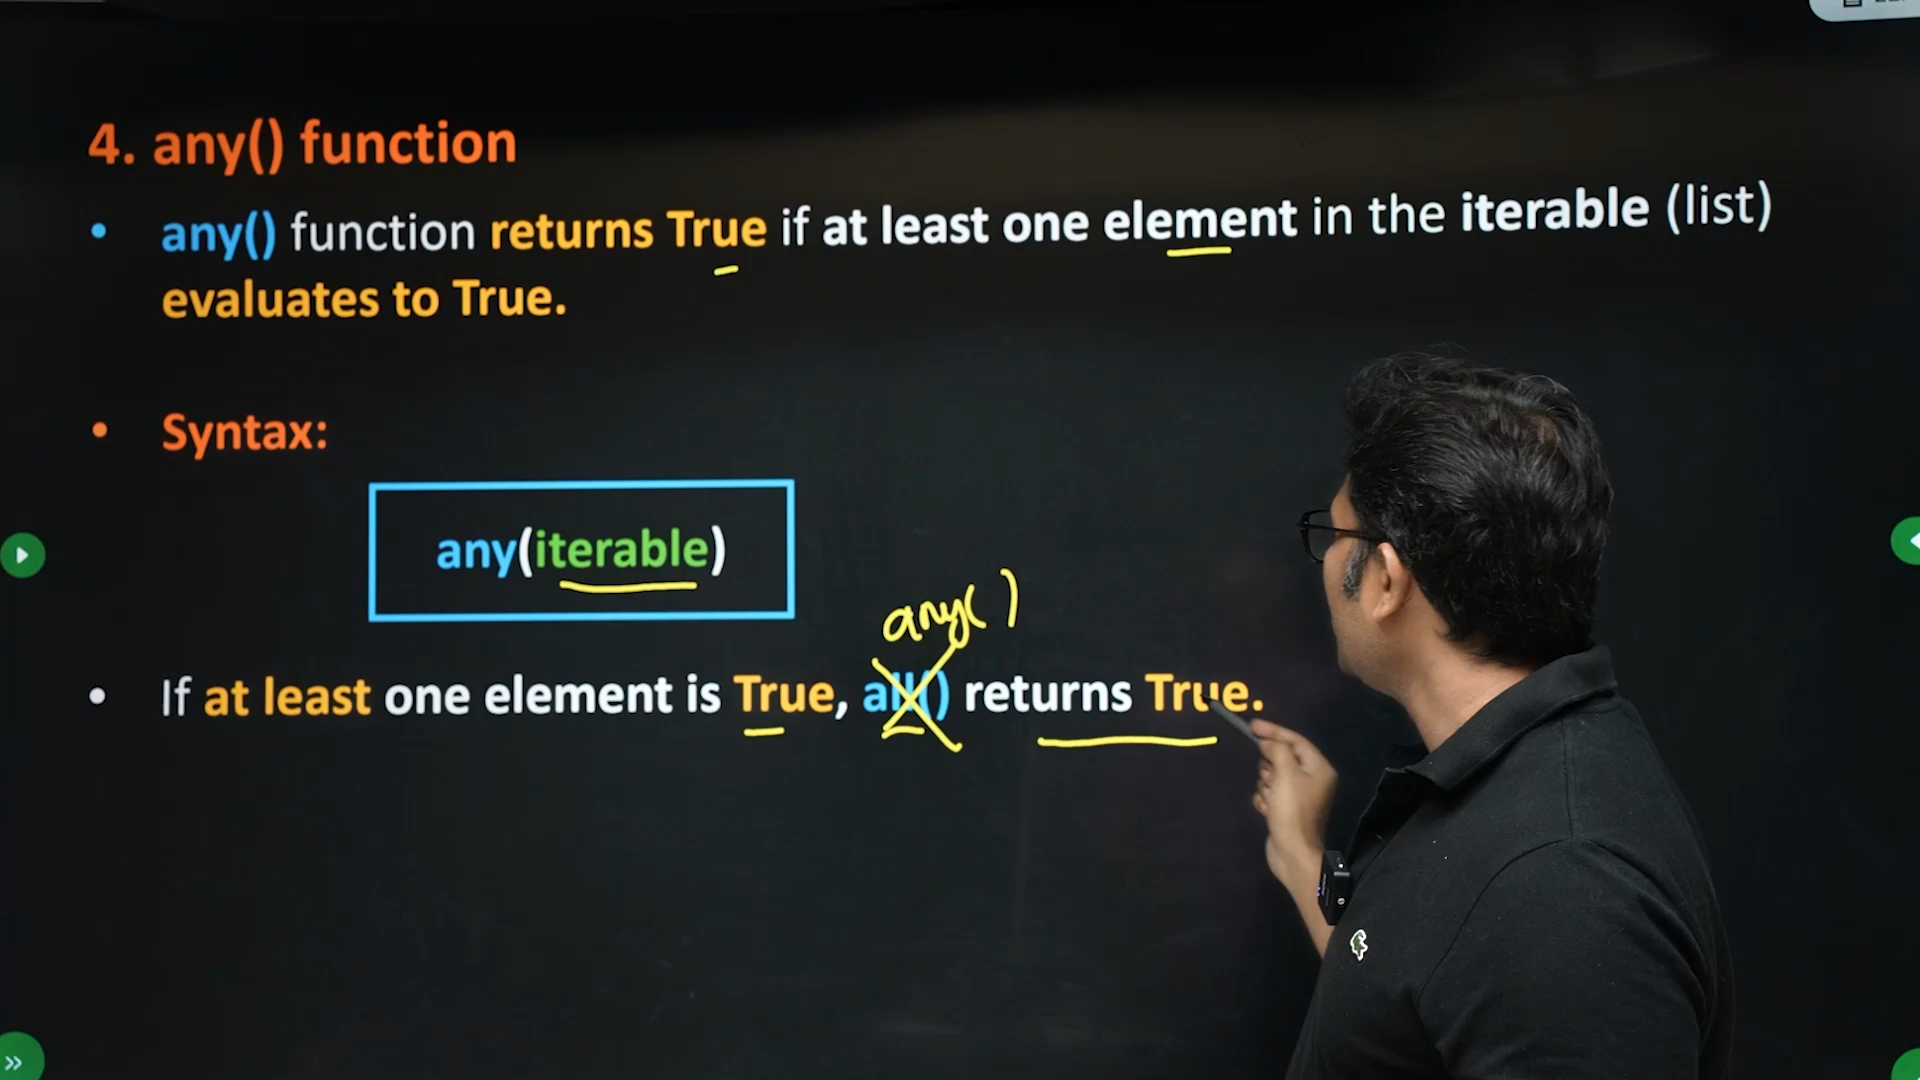 4. any() function
• any() function returns True if at least one element in the iterable (list)
evaluates to True.
• Syntax:
any(iterable)
any( )
• If at least one element is True, all() returns True.